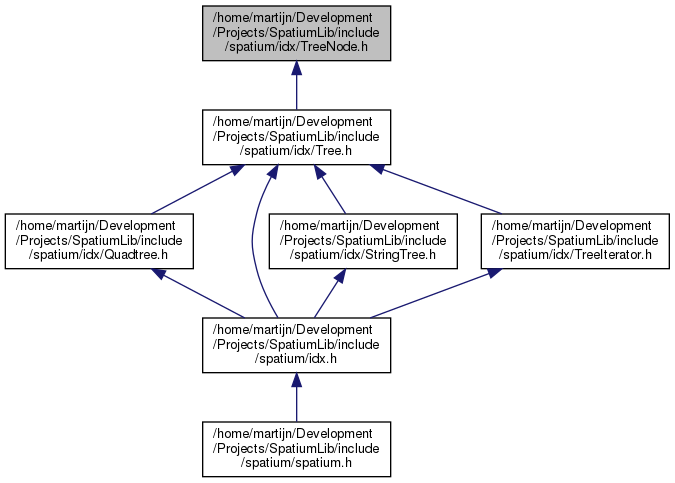 /home/martijn/Development
/Projects/SpatiumLib/include
/spatium/idx/TreeNode.h
/home/martijn/Development
/Projects/SpatiumLib/include
/spatium/idx/Tree.h
/home/martijn/Development
/Projects/SpatiumLib/include
/spatium/idx/Quadtree.h
/home/martijn/Development
/Projects/SpatiumLib/include
/spatium/idx/StringTree.h
/home/martijn/Development
/Projects/SpatiumLib/include
/spatium/idx/TreeIterator.h
/home/martijn/Development
/Projects/SpatiumLib/include
/spatium/idx.h
/home/martijn/Development
/Projects/SpatiumLib/include
/spatium/spatium.h